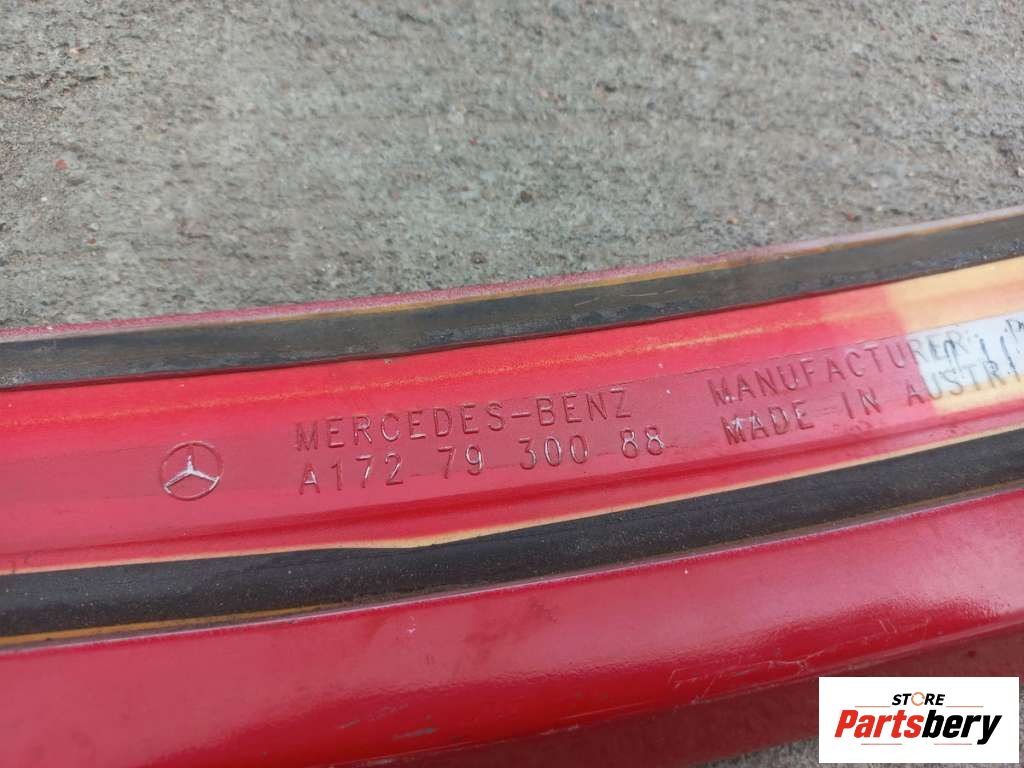 MERCEDES-BENZ
A172 79 300 88
MANUFACTURER
MADE IN AUSTRIA
STORE
Partsbery